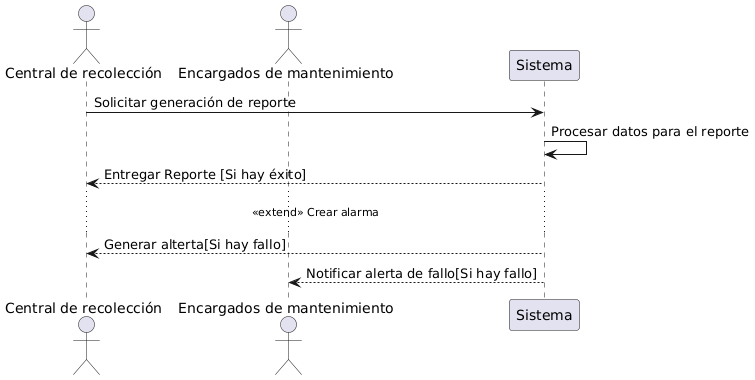 Central de recolección
Encargados de mantenimiento
Sistema
Solicitar generación de reporte
Procesar datos para el reporte
Entregar Reporte [Si hay éxito]
«extend» Crear alarma
Generar alterta[Si hay fallo]
Notificar alerta de fallo[Si hay fallo]
Central de recolección
Encargados de mantenimiento
Sistema